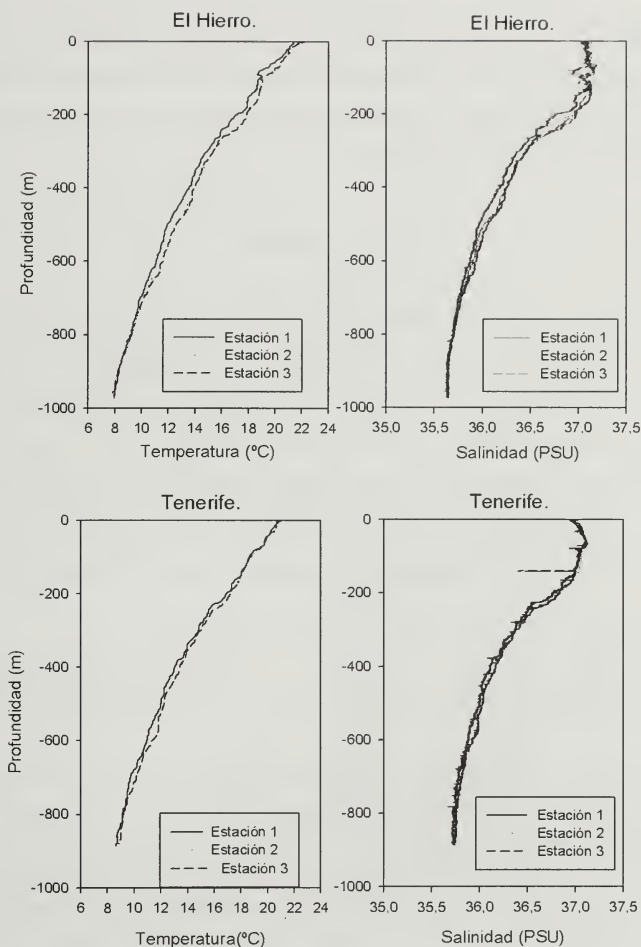 El Hierro.
El Hierro.
0
-200
-400
-600
-800
-1000
Profundidad (m)
Estación 1
Estación 2
Estación 3
6 8 10 12 14 16 18 20 22 24
Temperatura (ºC)
0
-200
-400
-600
-800
-1000
Estación 1
Estación 2
Estación 3
35,0 35,5 36,0 36,5 37,0 37,5
Salinidad (PSU)
Tenerife.
Tenerife.
0
-200
-400
-600
-800
-1000
Profundidad (m)
Estación 1
Estación 2
Estación 3
6 8 10 12 14 16 18 20 22 24
Temperatura(ºC)
0
-200
-400
-600
-800
-1000
Estación 1
Estación 2
Estación 3
35,0 35,5 36,0 36,5 37,0 37,5
Salinidad (PSU)